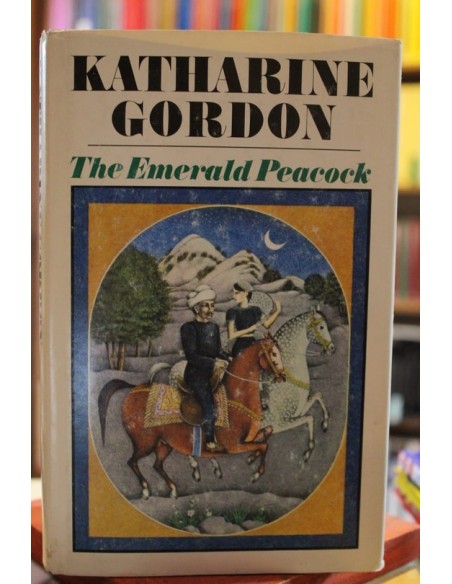 KATHARINE
GORDON
The Emerald Peacock